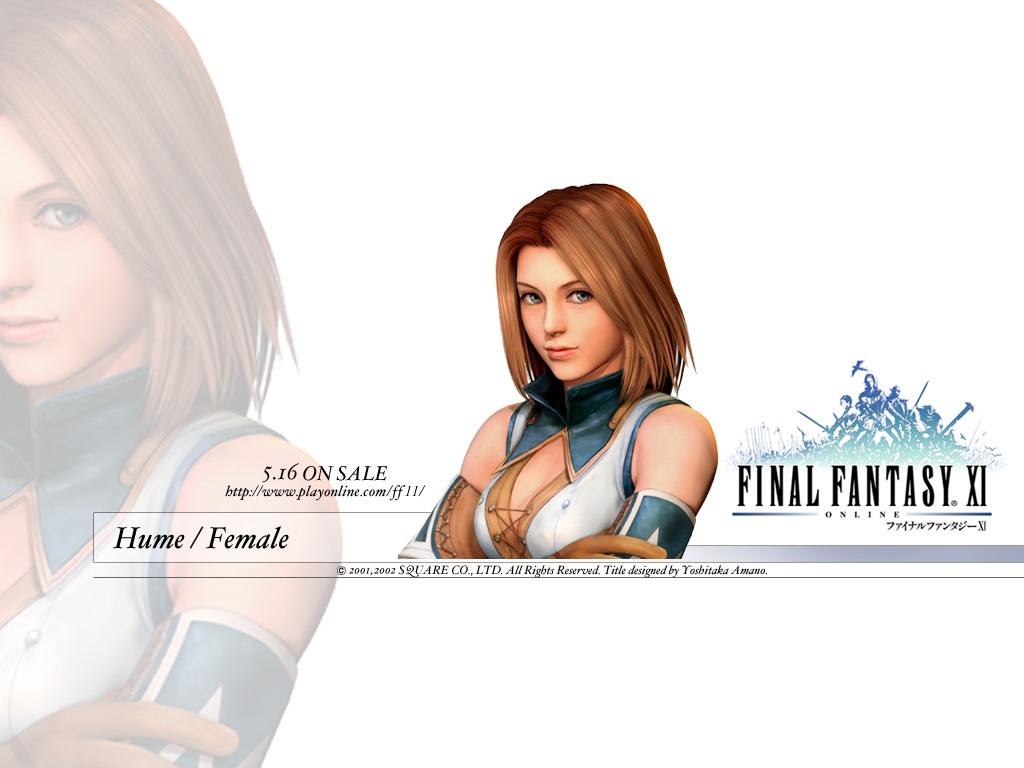 5.16 ON SALE
http://www.playonline.com/ff11/
Hume / Female
FINAL FANTASY® XI
ONLINE
ファイナルファンタジーXI
© 2001,2002 SQUARE CO., LTD. All Rights Reserved. Title designed by Yoshitaka Amano.